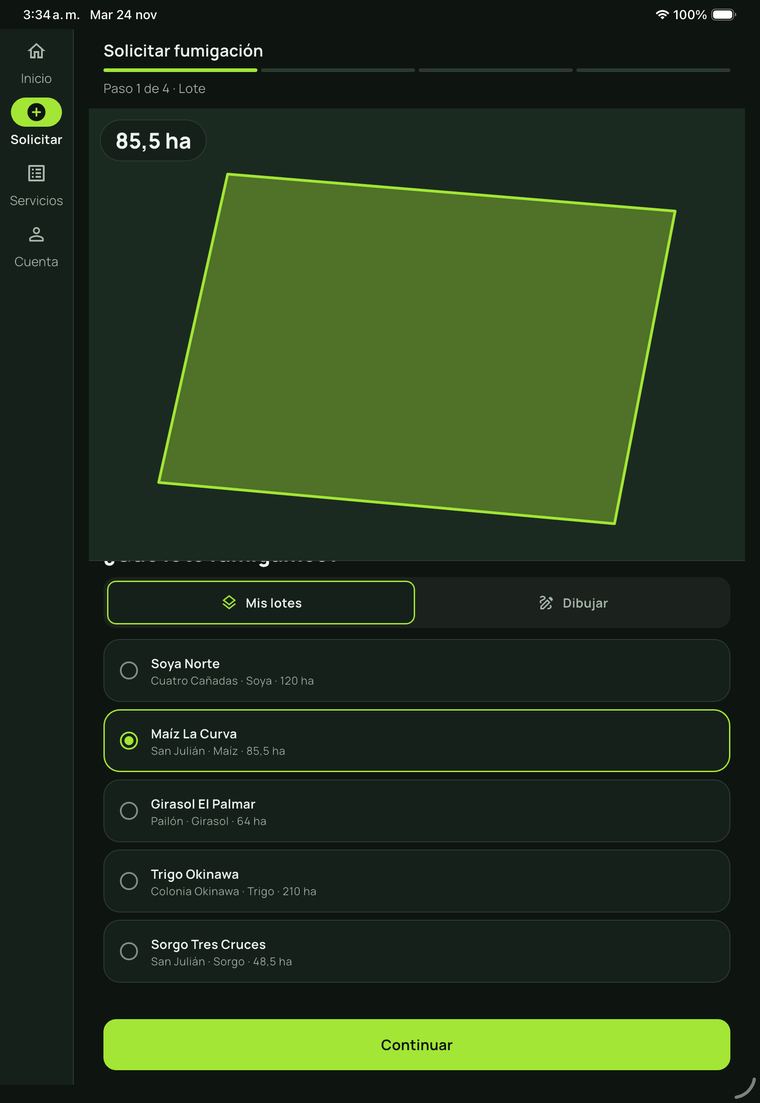 3:34 a. m. Mar 24 nov
100%
Inicio
Solicitar
Servicios
Cuenta
Solicitar fumigación
Paso 1 de 4 · Lote
85,5 ha
Mis lotes
Dibujar
Soya Norte
Cuatro Cañadas · Soya · 120 ha
Maíz La Curva
San Julián · Maíz · 85,5 ha
Girasol El Palmar
Pailón · Girasol · 64 ha
Trigo Okinawa
Colonia Okinawa · Trigo · 210 ha
Sorgo Tres Cruces
San Julián · Sorgo · 48,5 ha
Continuar